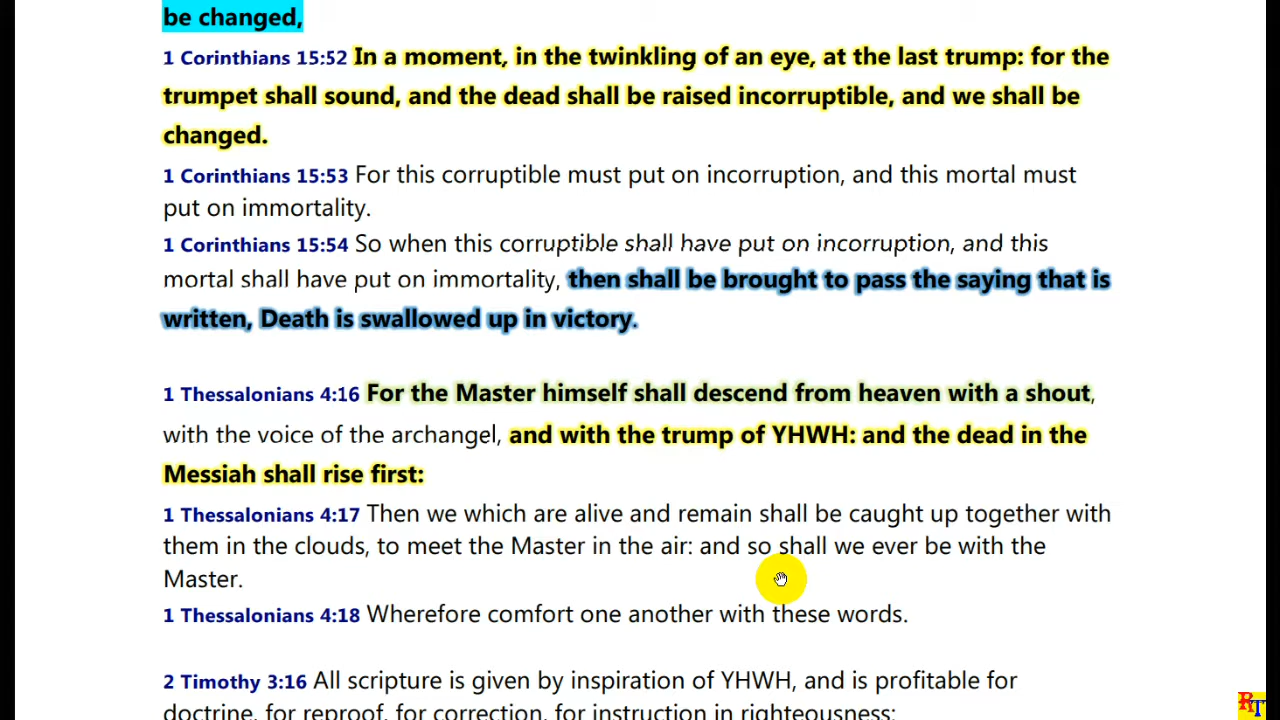 be changed,
1 Corinthians 15:52 In a moment, in the twinkling of an eye, at the last trump: for the
trumpet shall sound, and the dead shall be raised incorruptible, and we shall be
changed.
1 Corinthians 15:53 For this corruptible must put on incorruption, and this mortal must
put on immortality.
1 Corinthians 15:54 So when this corruptible shall have put on incorruption, and this
mortal shall have put on immortality, then shall be brought to pass the saying that is
written, Death is swallowed up in victory.
1 Thessalonians 4:16 For the Master himself shall descend from heaven with a shout,
with the voice of the archangel, and with the trump of YHWH: and the dead in the
Messiah shall rise first:
1 Thessalonians 4:17 Then we which are alive and remain shall be caught up together with
them in the clouds, to meet the Master in the air: and so shall we ever be with the
Master.
1 Thessalonians 4:18 Wherefore comfort one another with these words.
2 Timothy 3:16 All scripture is given by inspiration of YHWH, and is profitable for
doctrine, for reproof, for correction, for instruction in righteousness:
RT